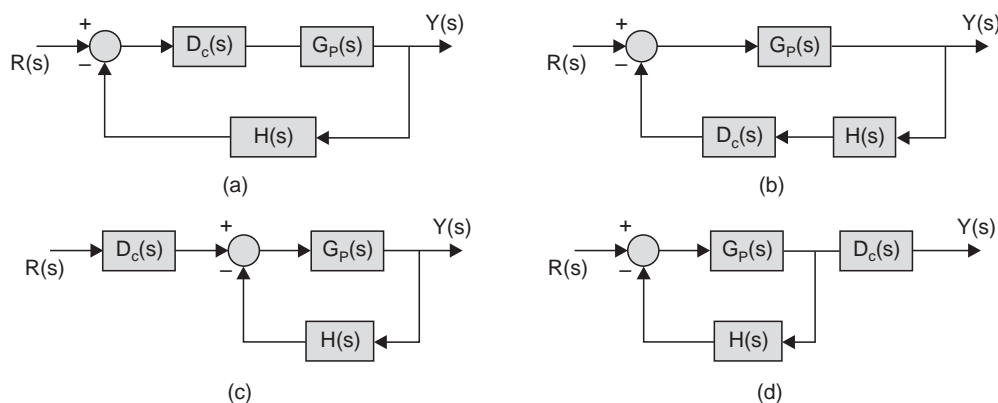 +
−
R(s)
D_c(s)
G_P(s)
Y(s)
H(s)
(a)
+
−
R(s)
G_P(s)
Y(s)
D_c(s)
H(s)
(b)
R(s)
D_c(s)
+
−
G_P(s)
Y(s)
H(s)
(c)
+
−
R(s)
G_P(s)
D_c(s)
Y(s)
H(s)
(d)